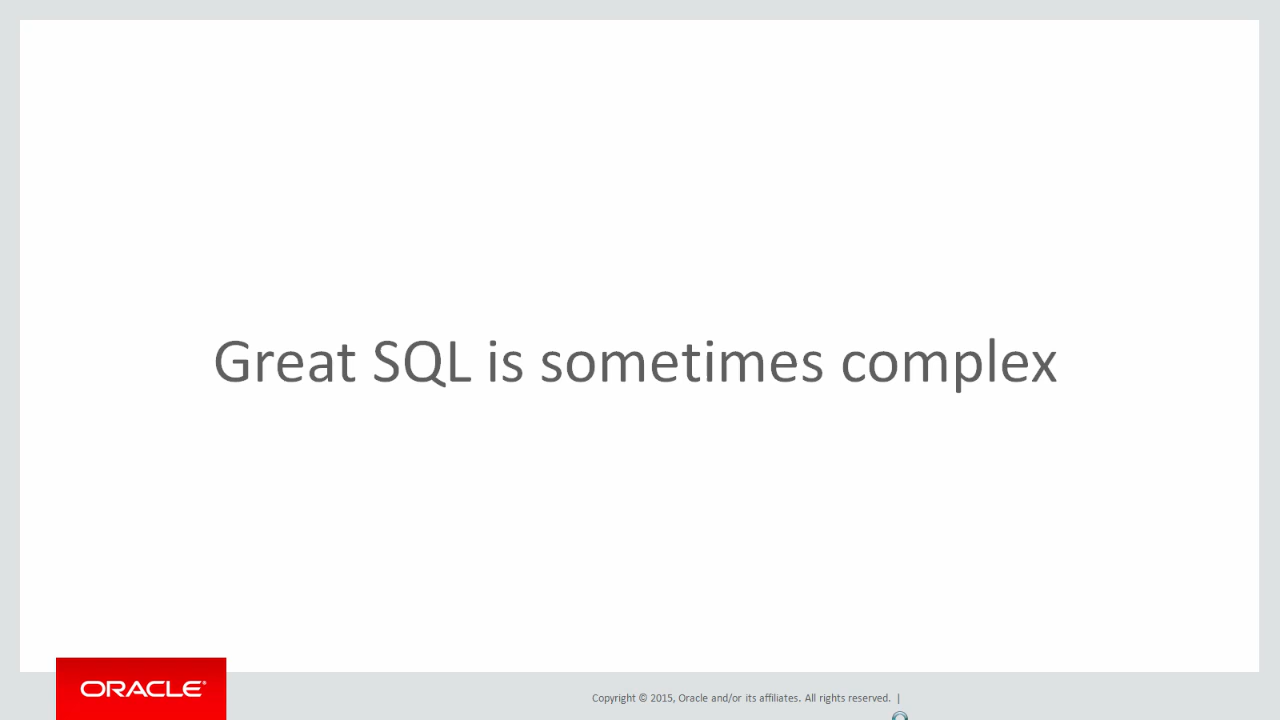 Great SQL is sometimes complex
ORACLE®
Copyright © 2015, Oracle and/or its affiliates. All rights reserved. |